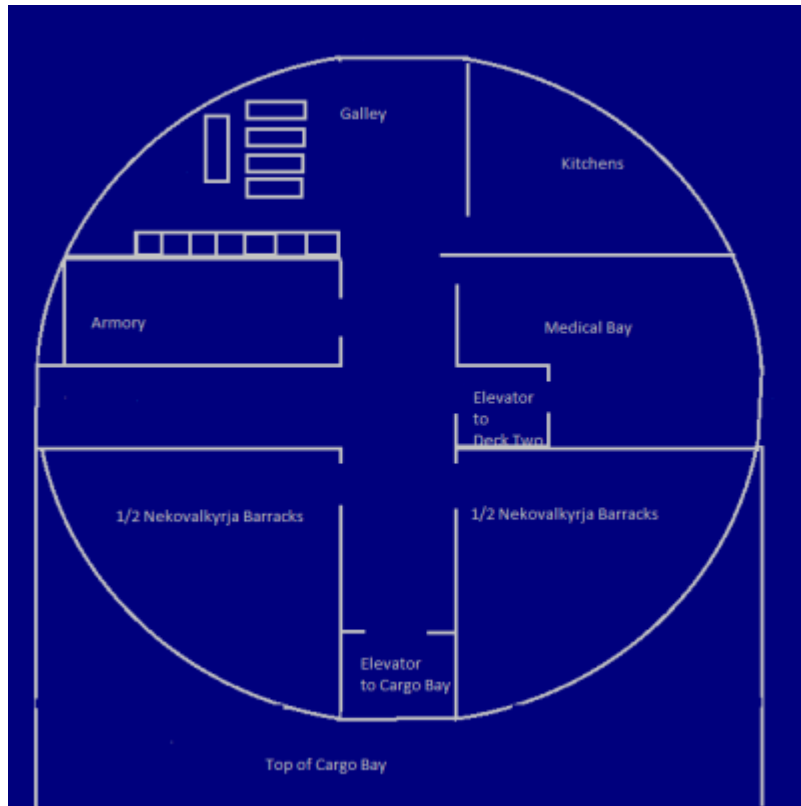 Galley
Kitchens
Armory
Medical Bay
Elevator
to
Deck Two
1/2 Nekovalkyrja Barracks
1/2 Nekovalkyrja Barracks
Elevator
to Cargo Bay
Top of Cargo Bay